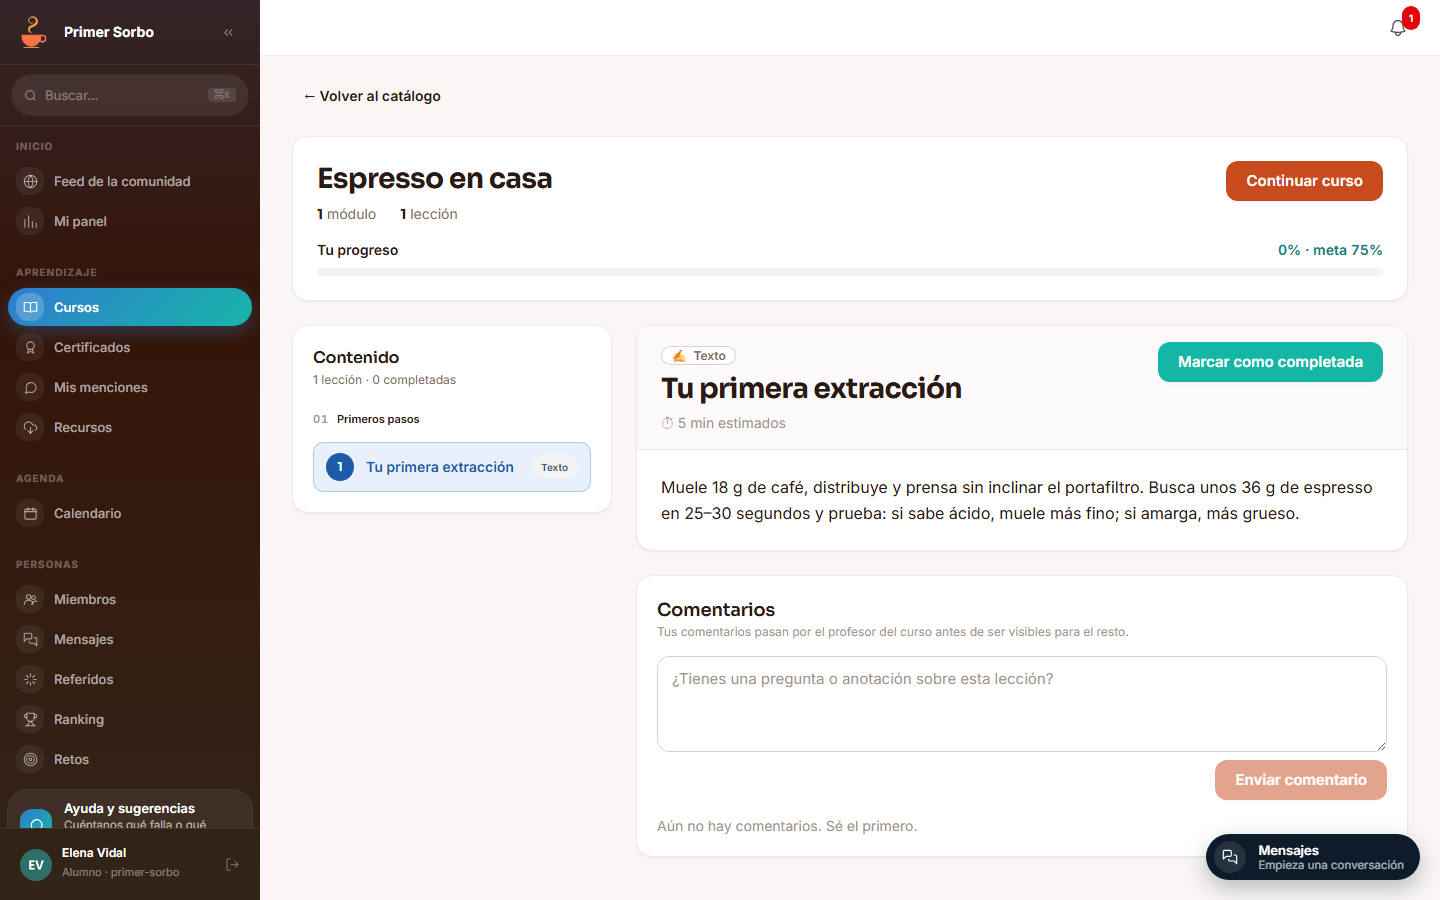 Primer Sorbo
Buscar...
⌘K
INICIO
Feed de la comunidad
Mi panel
APRENDIZAJE
Cursos
Certificados
Mis menciones
Recursos
AGENDA
Calendario
PERSONAS
Miembros
Mensajes
Referidos
Ranking
Retos
Ayuda y sugerencias
Cuéntanos qué falla o qué
EV
Elena Vidal
Alumno · primer-sorbo
1
← Volver al catálogo
Espresso en casa
Continuar curso
1 módulo 1 lección
Tu progreso
0% · meta 75%
Contenido
1 lección · 0 completadas
01 Primeros pasos
1 Tu primera extracción Texto
✍️ Texto
Tu primera extracción
⏱ 5 min estimados
Marcar como completada
Muele 18 g de café, distribuye y prensa sin inclinar el portafiltro. Busca unos 36 g de espresso
en 25–30 segundos y prueba: si sabe ácido, muele más fino; si amarga, más grueso.
Comentarios
Tus comentarios pasan por el profesor del curso antes de ser visibles para el resto.
¿Tienes una pregunta o anotación sobre esta lección?
Enviar comentario
Aún no hay comentarios. Sé el primero.
Mensajes
Empieza una conversación